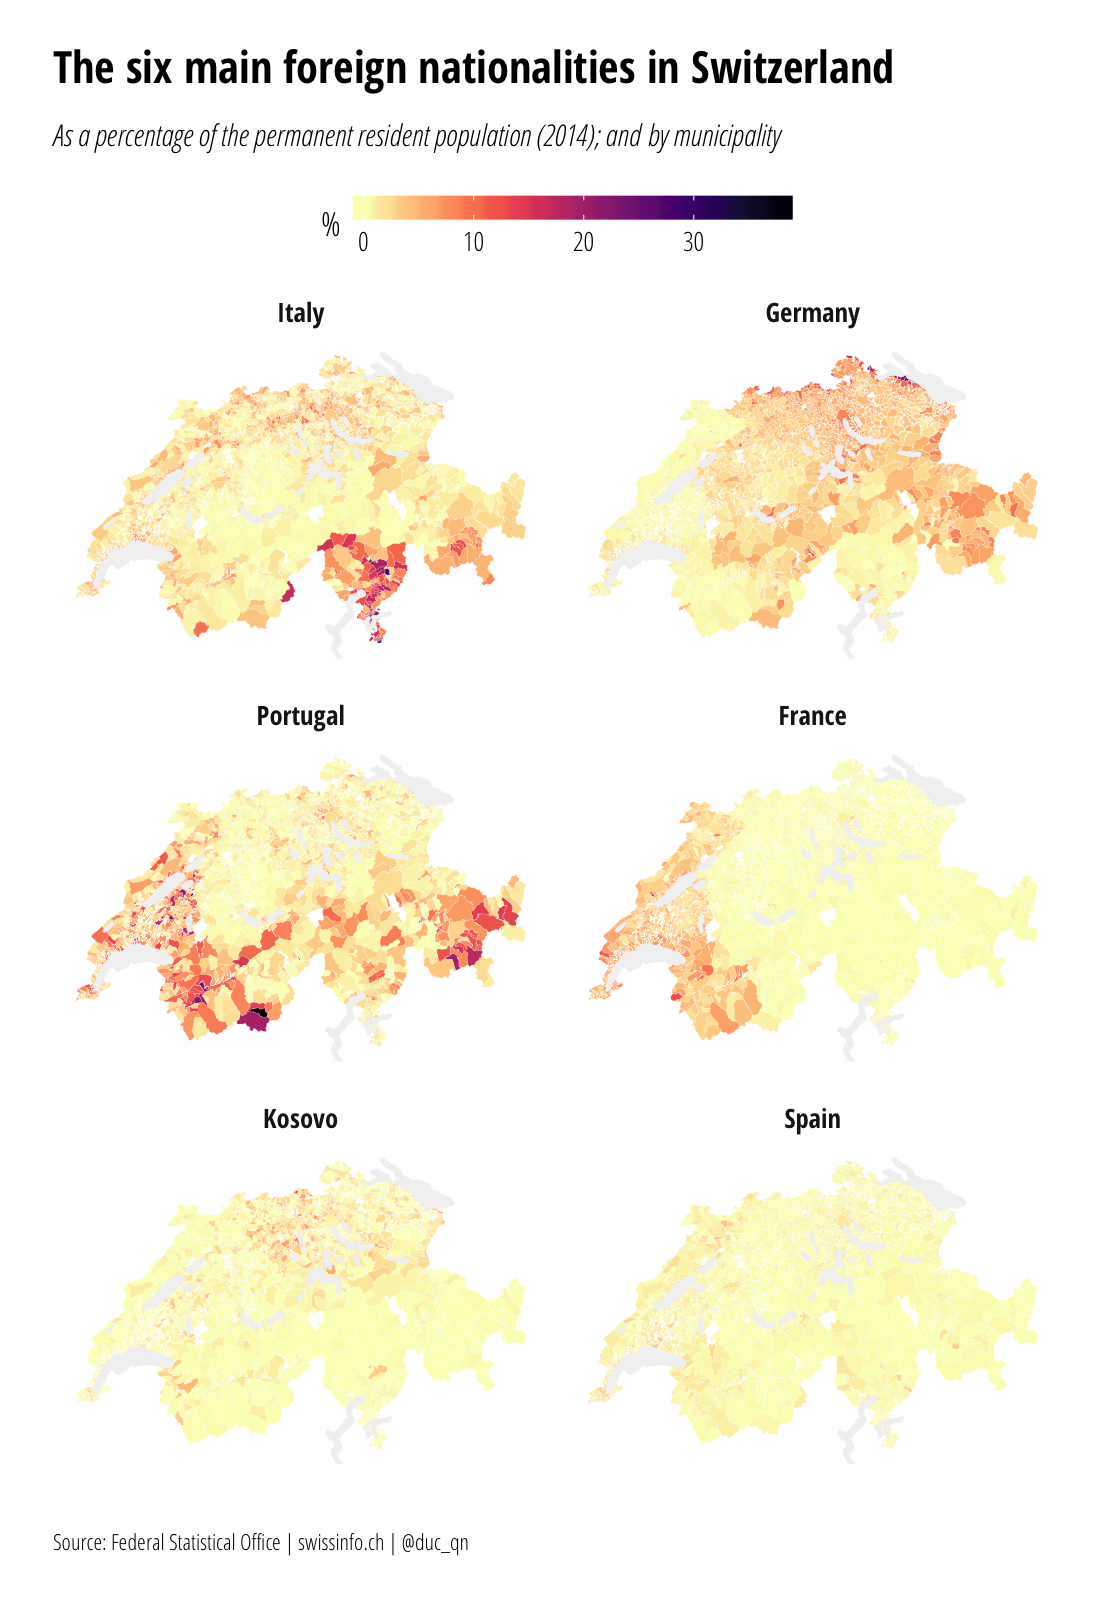 The six main foreign nationalities in Switzerland
As a percentage of the permanent resident population (2014); and by municipality
%
0 10 20 30
Italy Germany
Portugal France
Kosovo Spain
Source: Federal Statistical Office | swissinfo.ch | @duc_qn